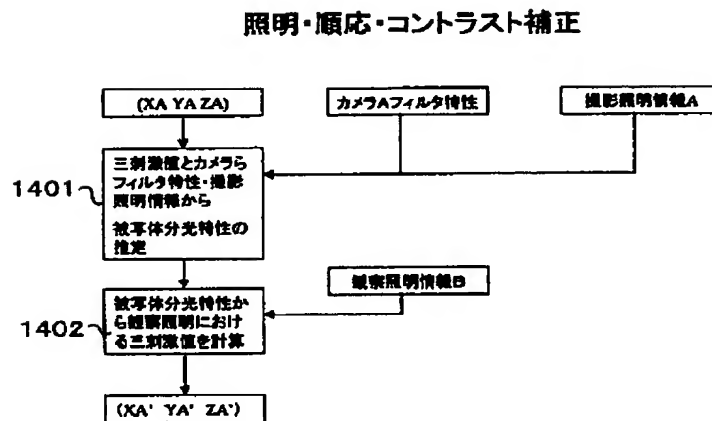 照明・順応・コントラスト補正
(XA YA ZA)
カメラAフィルタ特性
撮影照明情報A
1401
三刺激値とカメラら
フィルタ特性・撮影
照明情報から
被写体分光特性の
推定
観察照明情報B
1402
被写体分光特性か
ら観察照明におけ
る三刺激値を計算
(XA' YA' ZA')